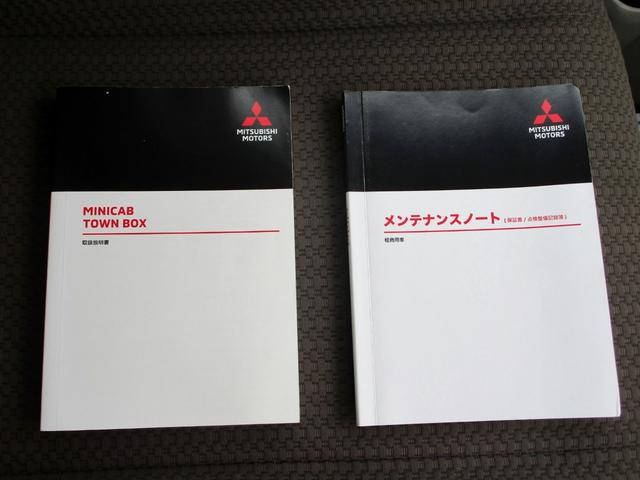 MITSUBISHI
MOTORS
MINICAB
TOWN BOX
取扱説明書
MITSUBISHI
MOTORS
メンテナンスノート [ 保証書 / 点検整備記録簿 ]
軽商用車